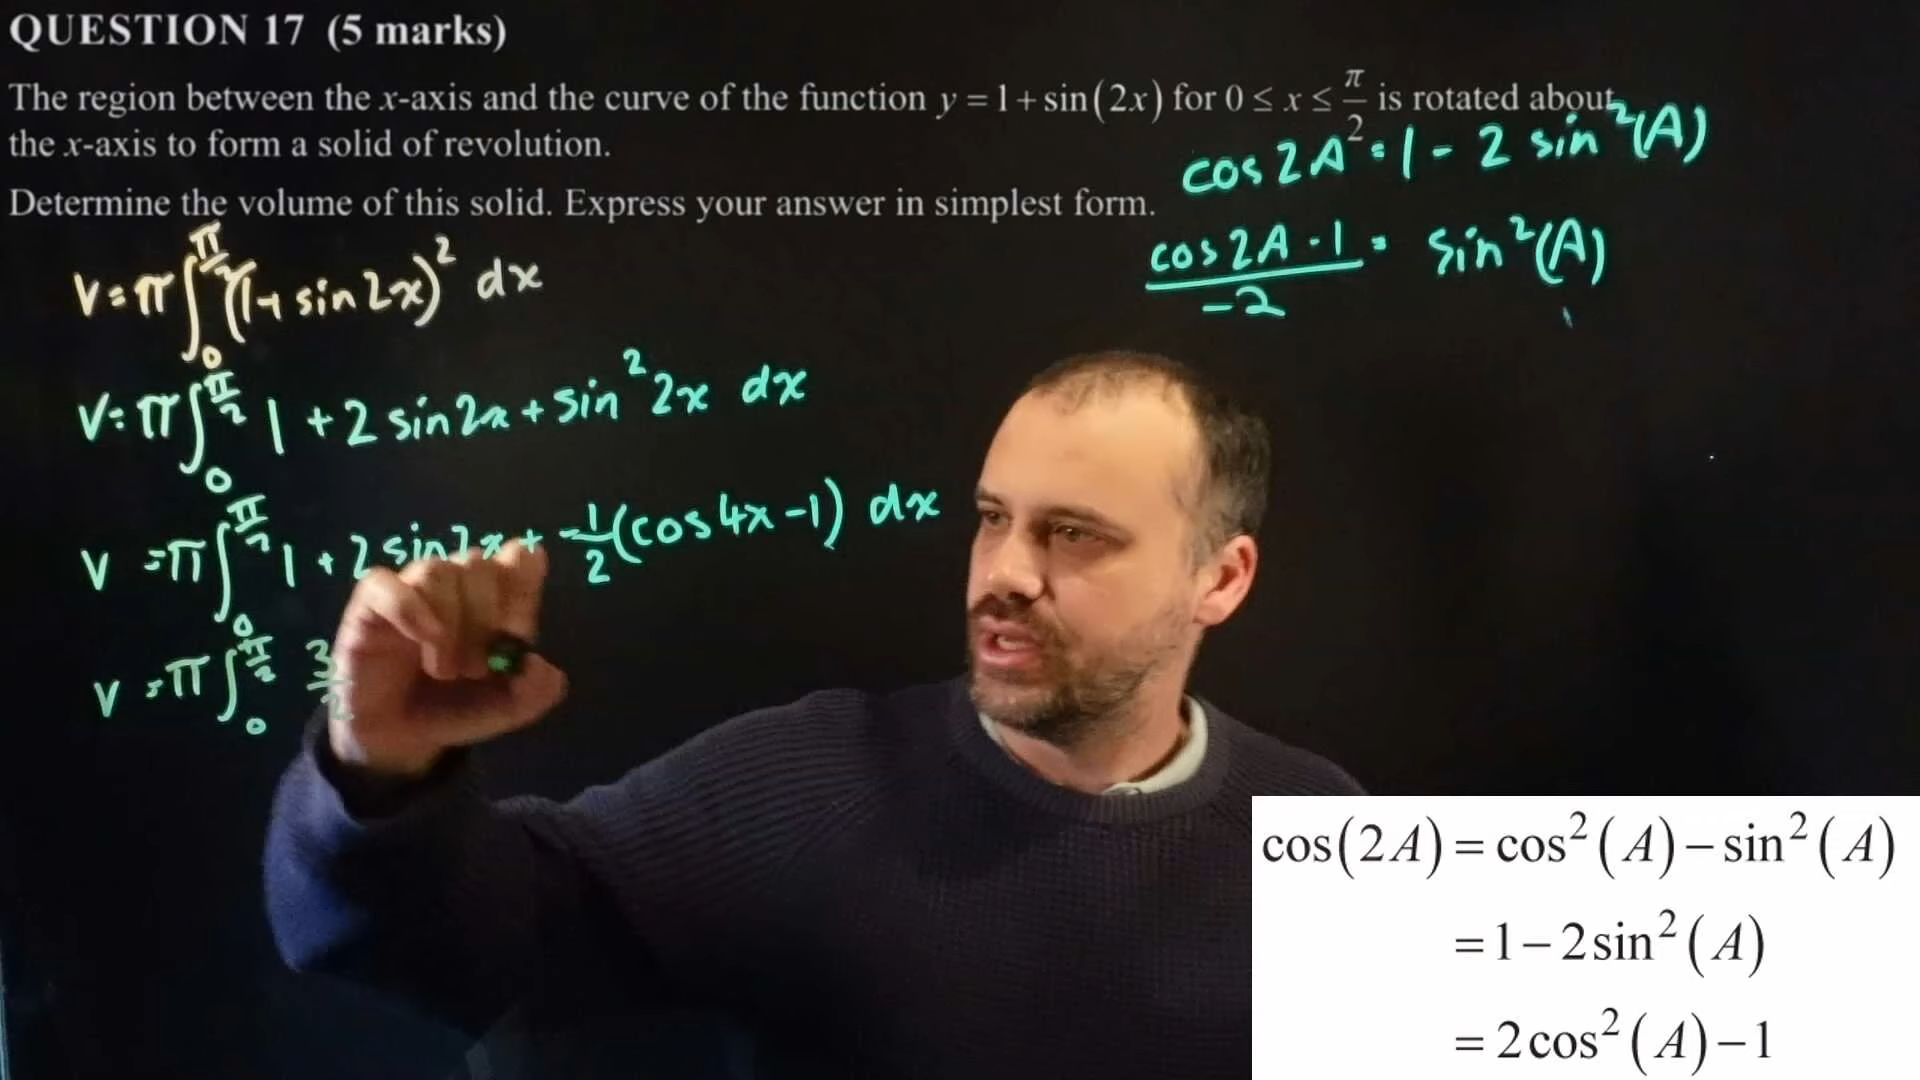 QUESTION 17 (5 marks)
The region between the x-axis and the curve of the function y = 1 + sin(2x) for 0 ≤ x ≤ π/2 is rotated about
the x-axis to form a solid of revolution.
Determine the volume of this solid. Express your answer in simplest form.
cos 2A = 1 - 2 sin²(A)
(cos 2A - 1)/-2 = sin²(A)
V = π∫₀^(π/2) (1 + sin 2x)² dx
V = π∫₀^(π/2) 1 + 2 sin 2x + sin² 2x dx
V = π∫₀^(π/2) 1 + 2 sin 2x + -1/2 (cos 4x - 1) dx
V = π∫₀^(π/2) 3/2
cos(2A) = cos²(A) – sin²(A)
= 1 – 2sin²(A)
= 2cos²(A) – 1